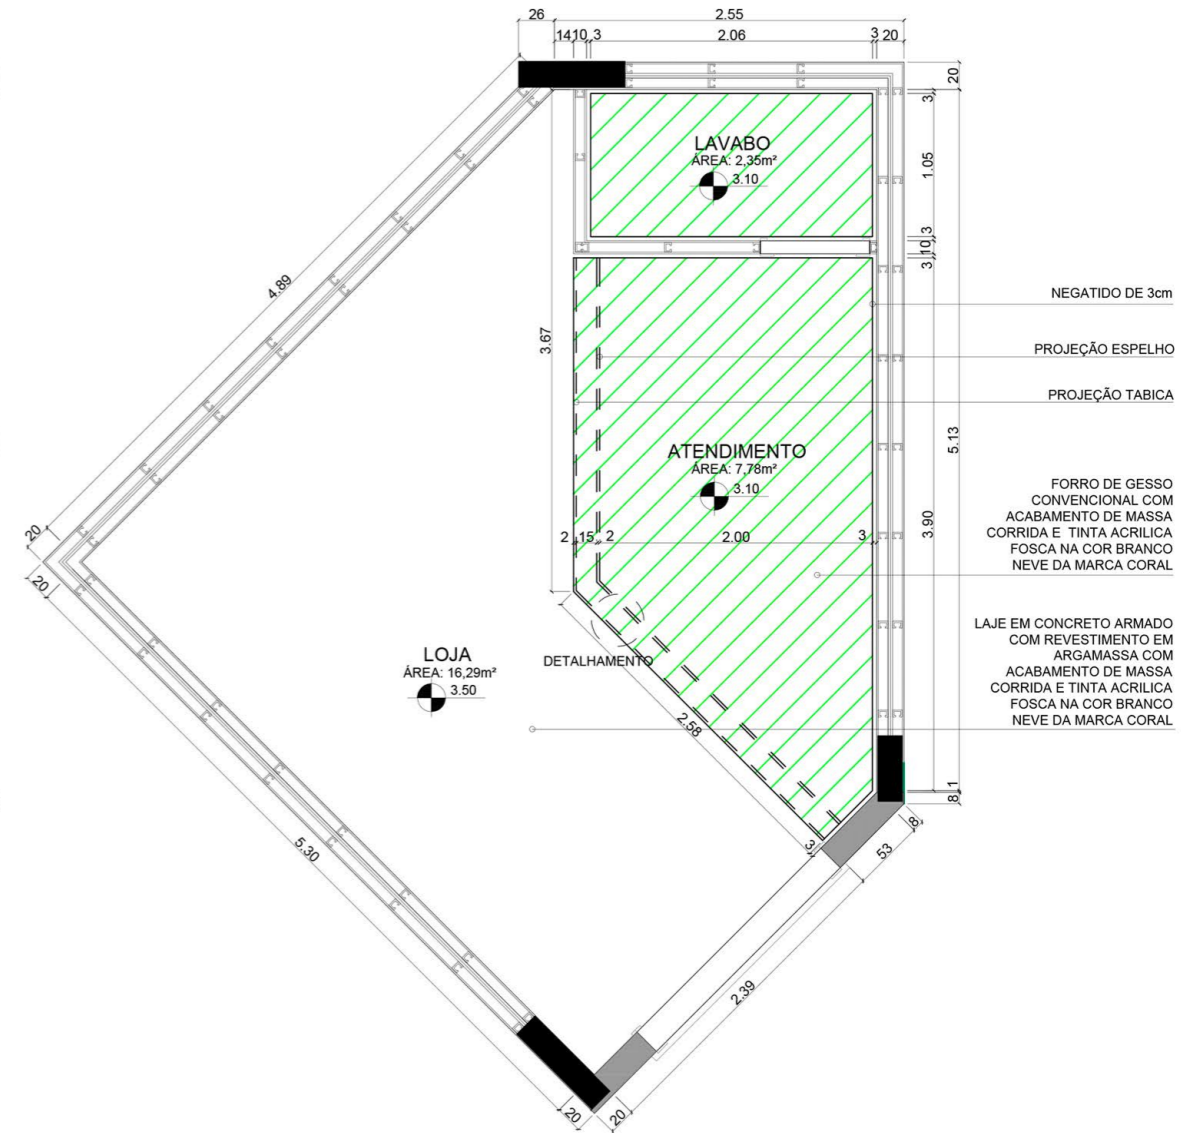 26
2.55
14
10
3
2.06
3
20
20
3
LAVABO
ÁREA: 2,35m²
3.10
1.05
3
10
3
4.89
NEGATIDO DE 3cm
3.67
PROJEÇÃO ESPELHO
PROJEÇÃO TABICA
ATENDIMENTO
ÁREA: 7,78m²
3.10
5.13
FORRO DE GESSO
CONVENCIONAL COM
ACABAMENTO DE MASSA
CORRIDA E TINTA ACRILICA
FOSCA NA COR BRANCO
NEVE DA MARCA CORAL
2
15
2
2.00
3
3.90
20
20
LOJA
ÁREA: 16,29m²
3.50
DETALHAMENTO
LAJE EM CONCRETO ARMADO
COM REVESTIMENTO EM
ARGAMASSA COM
ACABAMENTO DE MASSA
CORRIDA E TINTA ACRILICA
FOSCA NA COR BRANCO
NEVE DA MARCA CORAL
2.58
1
8
8
3
53
5.30
2.39
20
20